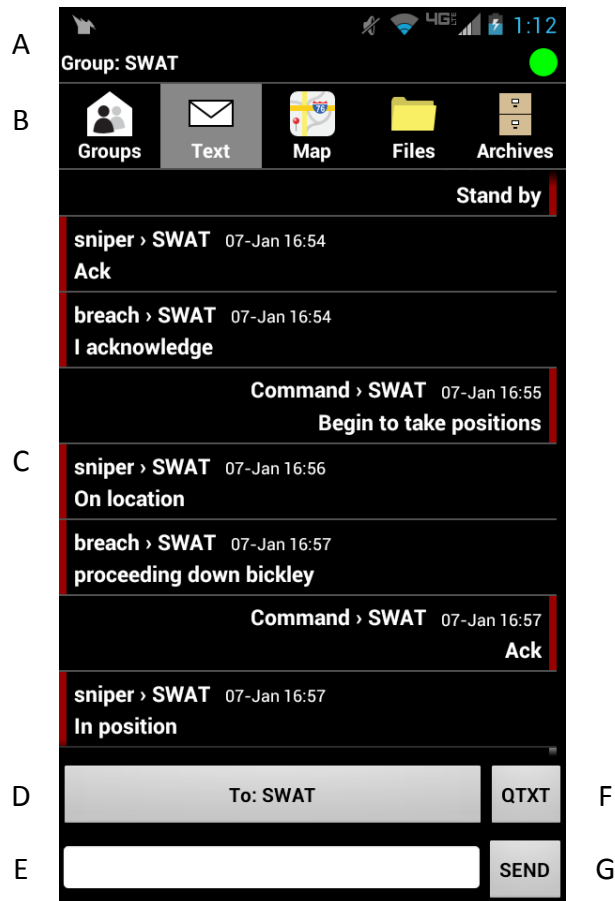 4G 1:12
A
Group: SWAT
B
76
Groups Text Map Files Archives
Stand by
sniper › SWAT 07-Jan 16:54
Ack
breach › SWAT 07-Jan 16:54
I acknowledge
Command › SWAT 07-Jan 16:55
Begin to take positions
C
sniper › SWAT 07-Jan 16:56
On location
breach › SWAT 07-Jan 16:57
proceeding down bickley
Command › SWAT 07-Jan 16:57
Ack
sniper › SWAT 07-Jan 16:57
In position
D To: SWAT QTXT F
E SEND G